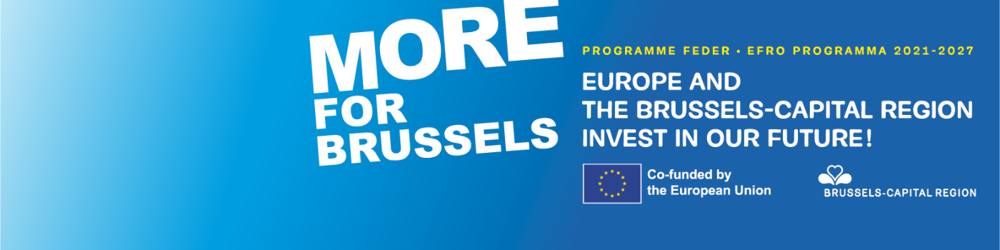 MORE
FOR
BRUSSELS
PROGRAMME FEDER • EFRO PROGRAMMA 2021-2027
EUROPE AND
THE BRUSSELS-CAPITAL REGION
INVEST IN OUR FUTURE!
Co-funded by
the European Union
BRUSSELS-CAPITAL REGION